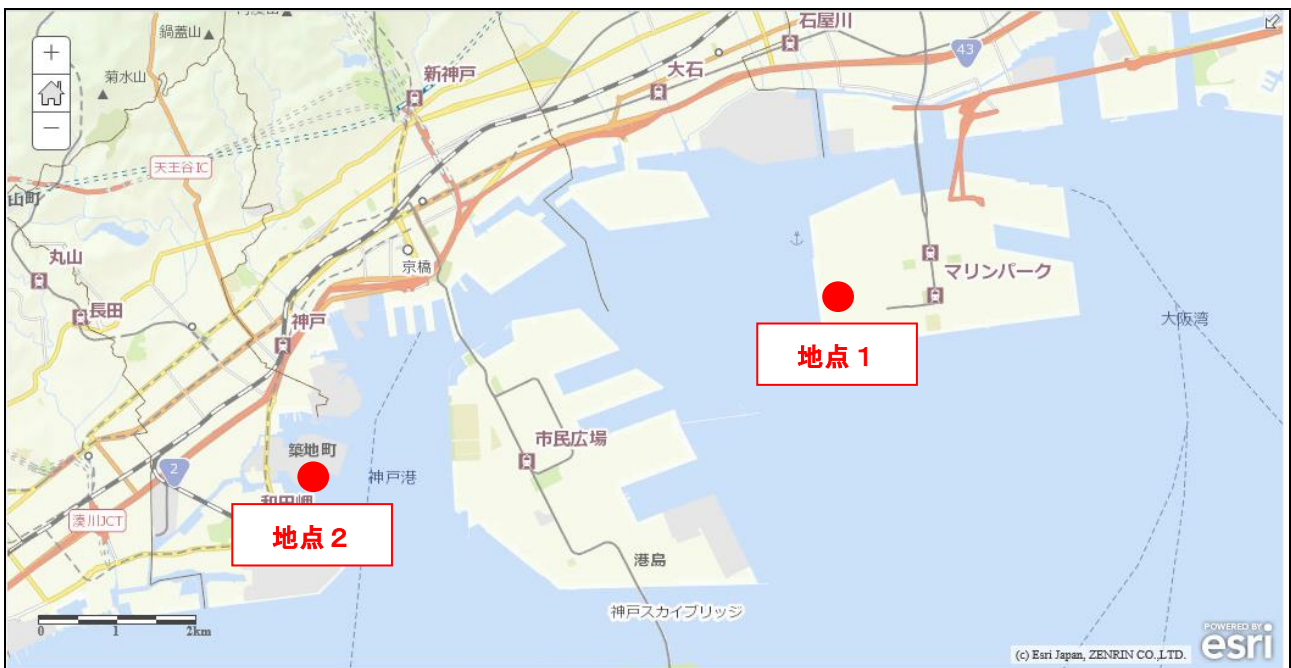 鍋蓋山
石屋川
43
菊水山
新神戸
大石
天王谷IC
山町
丸山
京橋
マリンパーク
長田
神戸
大阪湾
地点1
市民広場
築地町
2
神戸港
和田岬
湊川JCT
地点2
港島
神戸スカイブリッジ
0 1 2km
POWERED BY
esri
(c) Esri Japan, ZENRIN CO.,LTD.